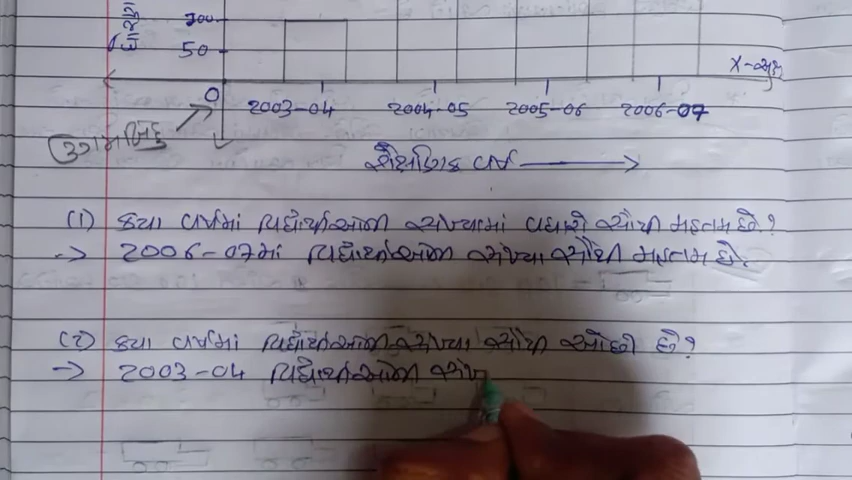 100
50
X-અક્ષ
0
2003-04 2004-05 2005-06 2006-07
ઉગમબિંદુ
શૈક્ષણિક વર્ષ
(1) કયા વર્ષમાં વિદ્યાર્થીઓની સંખ્યામાં વધારો સૌથી મહત્તમ છે?
→ 2006-07માં વિદ્યાર્થીઓની સંખ્યા સૌથી મહત્તમ છે.
(2) કયા વર્ષમાં વિદ્યાર્થીઓની સંખ્યા સૌથી ઓછી છે?
→ 2003-04 વિદ્યાર્થીઓની સંખ્